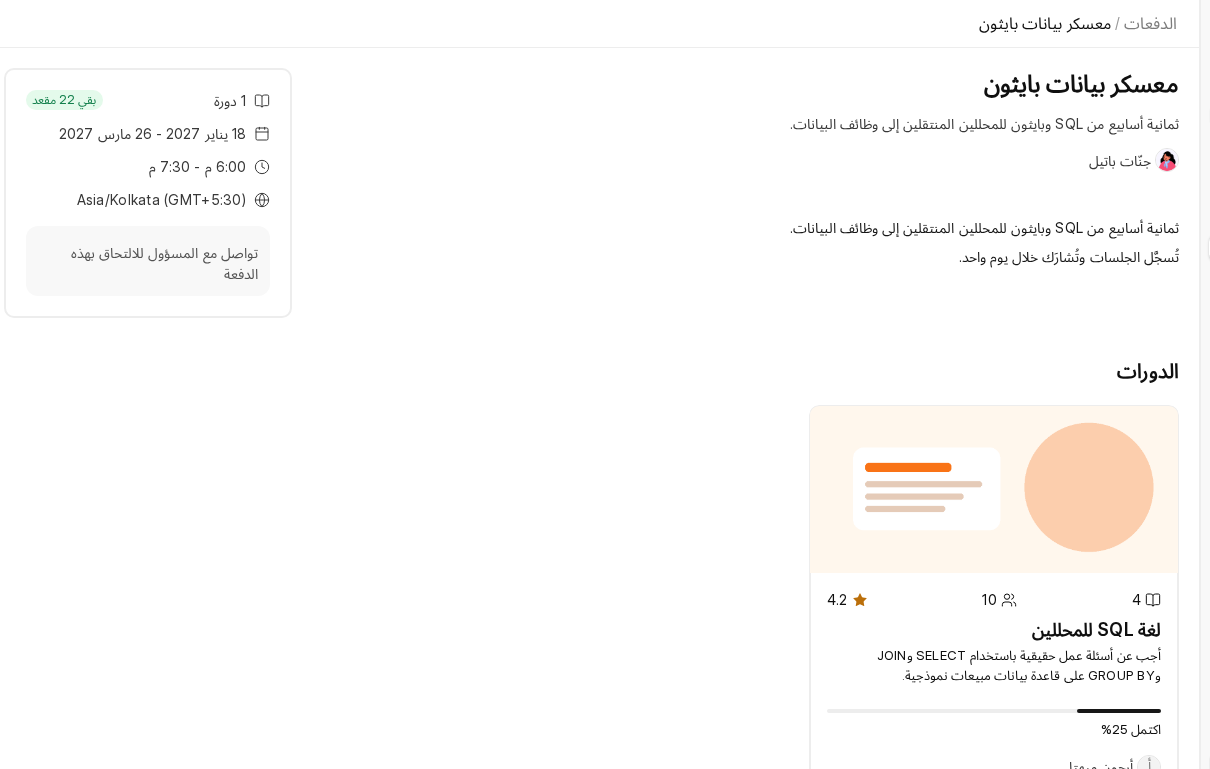 الدفعات / معسكر بيانات بايثون
معسكر بيانات بايثون
ثمانية أسابيع من SQL وبايثون للمحللين المنتقلين إلى وظائف البيانات.
جنّات باتيل
ثمانية أسابيع من SQL وبايثون للمحللين المنتقلين إلى وظائف البيانات.
تُسجَّل الجلسات وتُشارَك خلال يوم واحد.
1 دورة
بقي 22 مقعد
18 يناير 2027 - 26 مارس 2027
6:00 م - 7:30 م
Asia/Kolkata (GMT+5:30)
تواصل مع المسؤول للالتحاق بهذه
الدفعة
الدورات
4 10 4.2
لغة SQL للمحللين
أجب عن أسئلة عمل حقيقية باستخدام SELECT وJOIN
وGROUP BY على قاعدة بيانات مبيعات نموذجية.
اكتمل 25%
أ